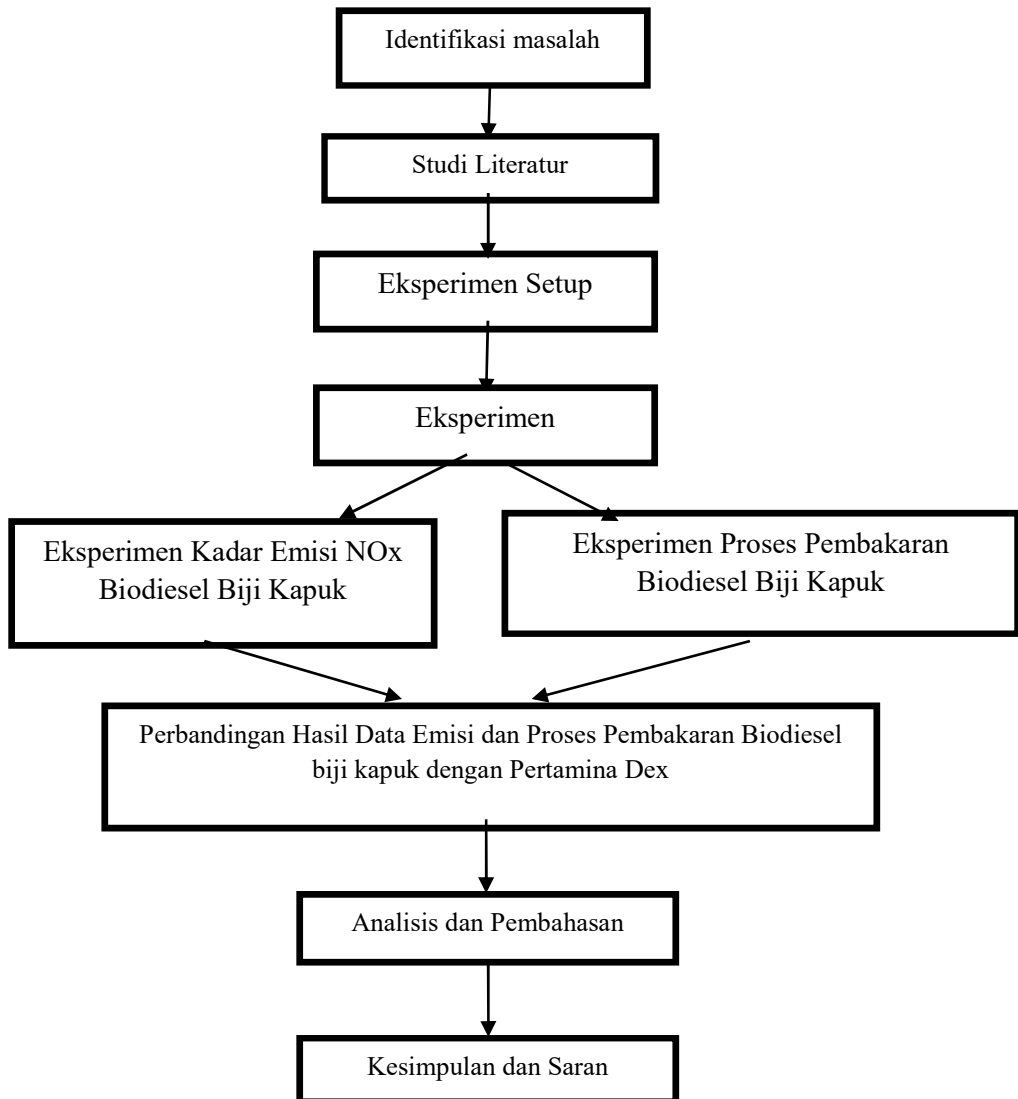 Identifikasi masalah
Studi Literatur
Eksperimen Setup
Eksperimen
Eksperimen Kadar Emisi NOx
Biodiesel Biji Kapuk
Eksperimen Proses Pembakaran
Biodiesel Biji Kapuk
Perbandingan Hasil Data Emisi dan Proses Pembakaran Biodiesel
biji kapuk dengan Pertamina Dex
Analisis dan Pembahasan
Kesimpulan dan Saran